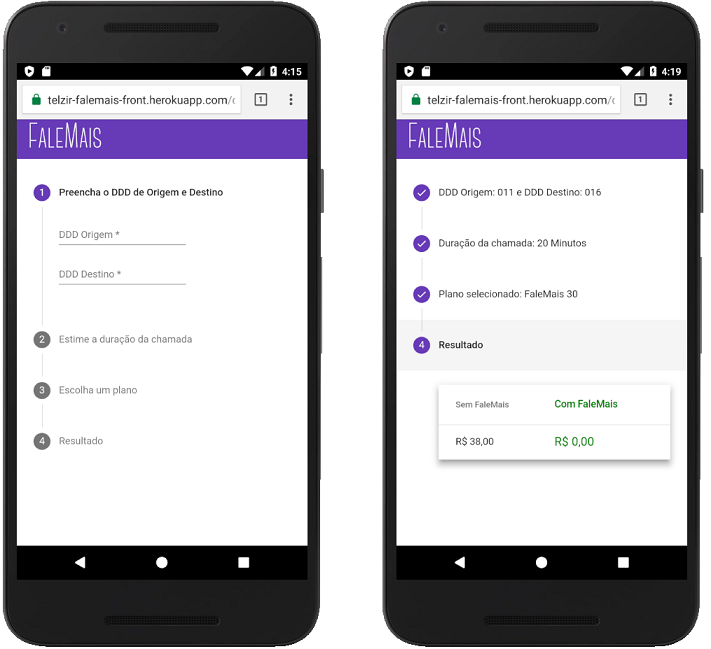 4:15
telzir-falemais-front.herokuapp.com/
1
FALEMAIS
1 Preencha o DDD de Origem e Destino
DDD Origem *
DDD Destino *
2 Estime a duração da chamada
3 Escolha um plano
4 Resultado
4:19
telzir-falemais-front.herokuapp.com/
1
FALEMAIS
DDD Origem: 011 e DDD Destino: 016
Duração da chamada: 20 Minutos
Plano selecionado: FaleMais 30
4 Resultado
Sem FaleMais Com FaleMais
R$ 38,00 R$ 0,00